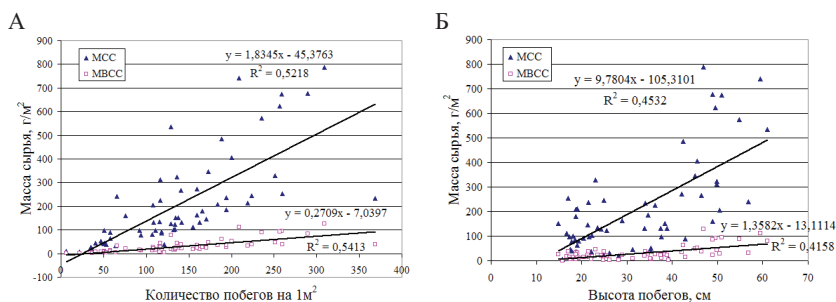 А
Масса сырья, г/м²
900
800
700
600
500
400
300
200
100
0
-100
МСС
МВСС
y = 1,8345x - 45,3763
R² = 0,5218
y = 0,2709x - 7,0397
R² = 0,5413
0 50 100 150 200 250 300 350 400
Количество побегов на 1м²
Б
Масса сырья, г/м²
900
800
700
600
500
400
300
200
100
0
МСС
МВСС
y = 9,7804x - 105,3101
R² = 0,4532
y = 1,3582x - 13,1114
R² = 0,4158
0 10 20 30 40 50 60 70
Высота побегов, см